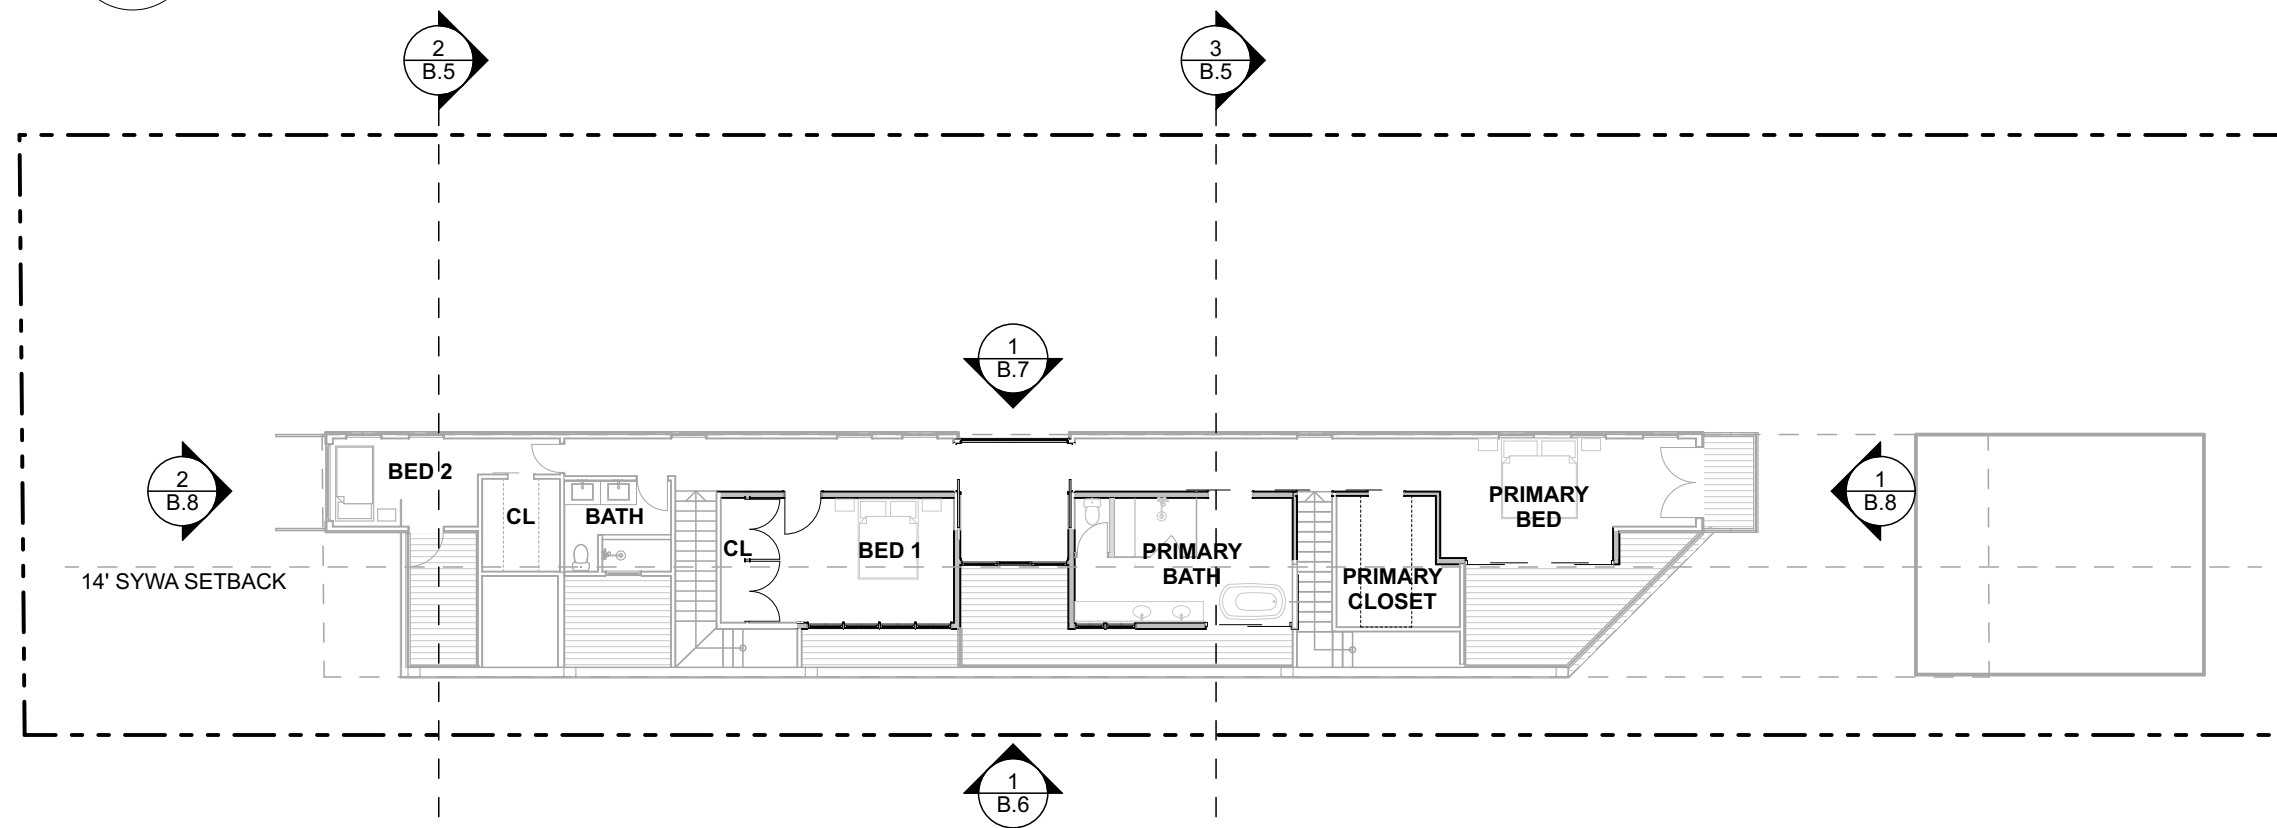 2
B.5
3
B.5
1
B.7
2
B.8
BED 2
CL
BATH
CL
BED 1
PRIMARY
BATH
PRIMARY
CLOSET
PRIMARY
BED
1
B.8
14' SYWA SETBACK
1
B.6